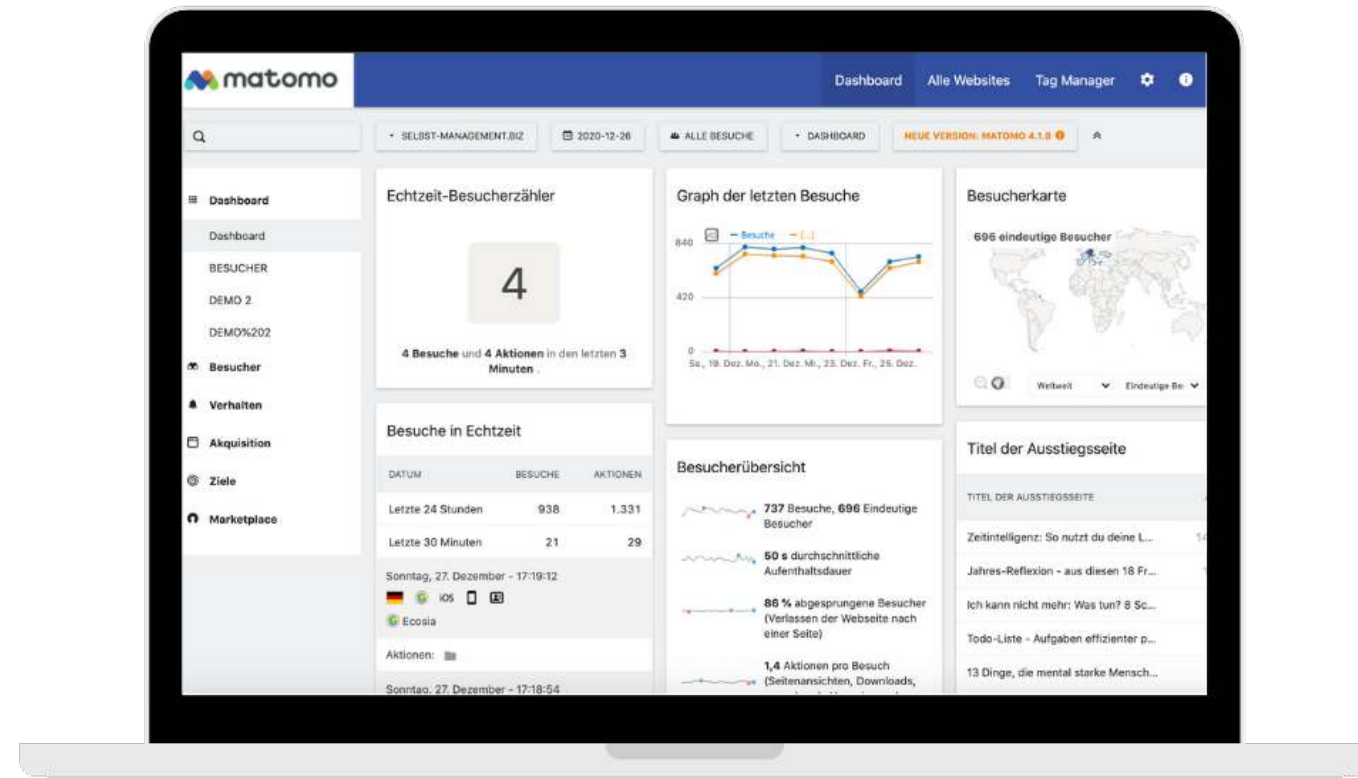 matomo
Dashboard Alle Websites Tag Manager
SELBST-MANAGEMENT.BIZ 2020-12-26 ALLE BESUCHE DASHBOARD NEUE VERSION: MATOMO 4.1.0
Dashboard
Dashboard
BESUCHER
DEMO 2
DEMO%202
Besucher
Verhalten
Akquisition
Ziele
Marketplace
Echtzeit-Besucherzähler
4
4 Besuche und 4 Aktionen in den letzten 3
Minuten .
Besuche in Echtzeit
DATUM BESUCHE AKTIONEN
Letzte 24 Stunden 938 1.331
Letzte 30 Minuten 21 29
Sonntag, 27. Dezember - 17:19:12
iOS
Ecosia
Aktionen:
Sonntag, 27. Dezember - 17:18:54
Graph der letzten Besuche
Besuche [...]
840
420
0
Sa., 19. Dez. Mo., 21. Dez. Mi., 23. Dez. Fr., 25. Dez.
Besucherübersicht
737 Besuche, 696 Eindeutige
Besucher
50 s durchschnittliche
Aufenthaltsdauer
86 % abgesprungene Besucher
(Verlassen der Webseite nach
einer Seite)
1,4 Aktionen pro Besuch
(Seitenansichten, Downloads,
Besucherkarte
696 eindeutige Besucher
Weltweit Eindeutige Be
Titel der Ausstiegsseite
TITEL DER AUSSTIEGSSEITE
Zeitintelligenz: So nutzt du deine L...
Jahres-Reflexion - aus diesen 18 Fr...
Ich kann nicht mehr: Was tun? 8 Sc...
Todo-Liste - Aufgaben effizienter p...
13 Dinge, die mental starke Mensch...